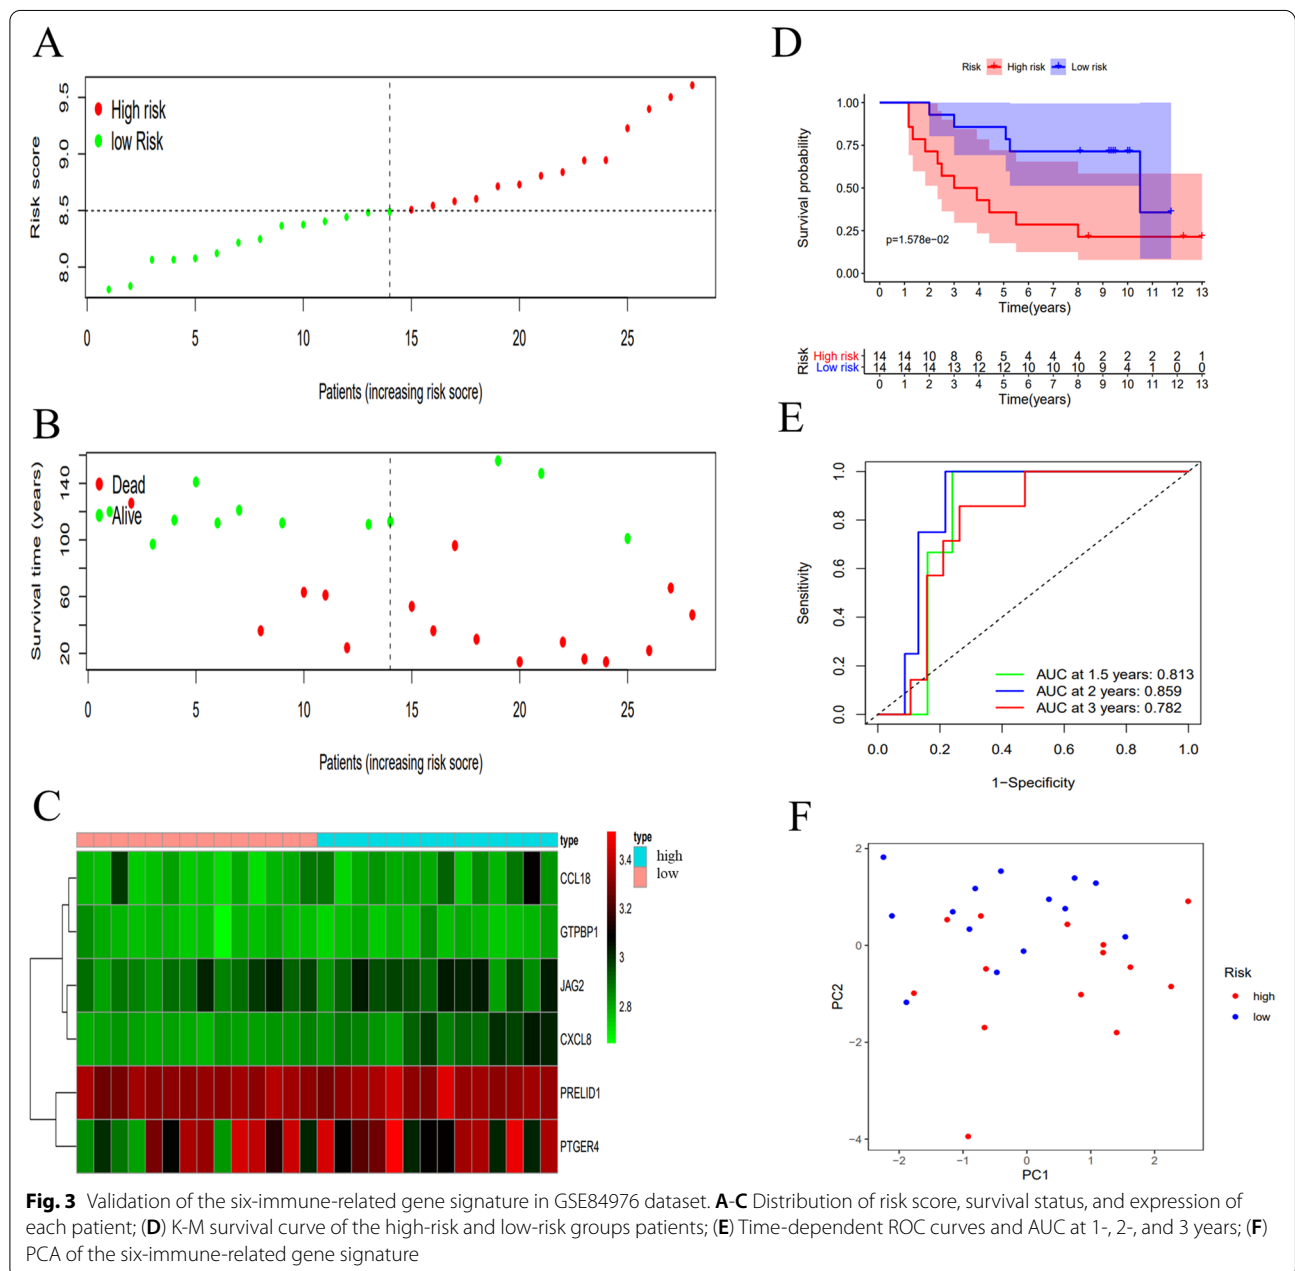 A
High risk
low Risk
Risk score
9.5
9.0
8.5
8.0
0 5 10 15 20 25
Patients (increasing risk socre)
B
Dead
Alive
Survival time (years)
140
100
60
20
0 5 10 15 20 25
Patients (increasing risk socre)
C
type
CCL18
GTPBP1
JAG2
CXCL8
PRELID1
PTGER4
3.4
3.2
3
2.8
type
high
low
D
Risk High risk Low risk
Survival probability
1.00
0.75
0.50
0.25
0.00
p=1.578e−02
0 1 2 3 4 5 6 7 8 9 10 11 12 13
Time(years)
Risk
High risk 14 14 10 8 6 5 4 4 4 2 2 2 2 1
Low risk 14 14 14 13 12 12 10 10 10 9 4 1 0 0
0 1 2 3 4 5 6 7 8 9 10 11 12 13
Time(years)
E
Sensitivity
1.0
0.8
0.6
0.4
0.2
0.0
AUC at 1.5 years: 0.813
AUC at 2 years: 0.859
AUC at 3 years: 0.782
0.0 0.2 0.4 0.6 0.8 1.0
1−Specificity
F
PC2
2
0
−2
−4
−2 −1 0 1 2
PC1
Risk
high
low
Fig. 3 Validation of the six-immune-related gene signature in GSE84976 dataset. A-C Distribution of risk score, survival status, and expression of
each patient; (D) K-M survival curve of the high-risk and low-risk groups patients; (E) Time-dependent ROC curves and AUC at 1-, 2-, and 3 years; (F)
PCA of the six-immune-related gene signature